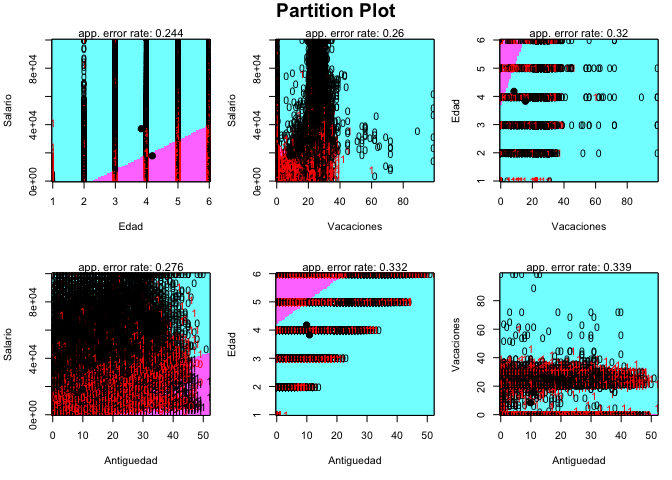 Partition Plot
app. error rate: 0.244
app. error rate: 0.26
app. error rate: 0.32
Salario
0e+00 4e+04 8e+04
1 2 3 4 5 6
Edad
Salario
0e+00 4e+04 8e+04
0 20 40 60 80
Vacaciones
Edad
1 2 3 4 5 6
0 20 40 60 80
Vacaciones
app. error rate: 0.276
app. error rate: 0.332
app. error rate: 0.339
Salario
0e+00 4e+04 8e+04
0 10 20 30 40 50
Antiguedad
Edad
1 2 3 4 5 6
0 10 20 30 40 50
Antiguedad
Vacaciones
0 20 40 60 80
0 10 20 30 40 50
Antiguedad